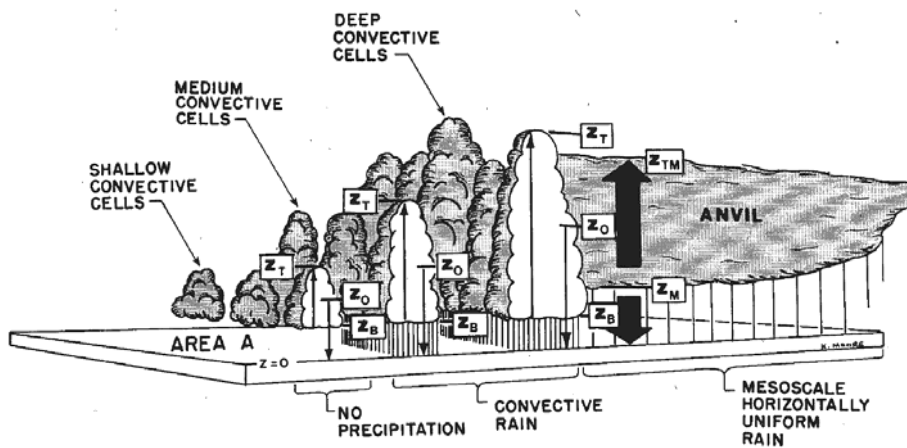 DEEP
CONVECTIVE
CELLS
MEDIUM
CONVECTIVE
CELLS
SHALLOW
CONVECTIVE
CELLS
Z_T
Z_TM
Z_T
ANVIL
Z_O
Z_T
Z_O
Z_M
Z_O
Z_B
Z_B
Z_B
AREA A
K. MOORE
Z=0
NO
PRECIPITATION
CONVECTIVE
RAIN
MESOSCALE
HORIZONTALLY
UNIFORM
RAIN